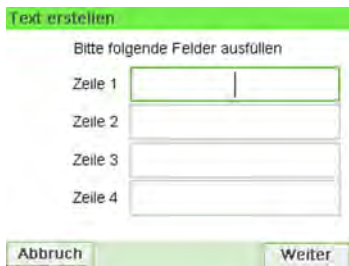 Text erstellen
Bitte folgende Felder ausfüllen
Zeile 1
Zeile 2
Zeile 3
Zeile 4
Abbruch Weiter